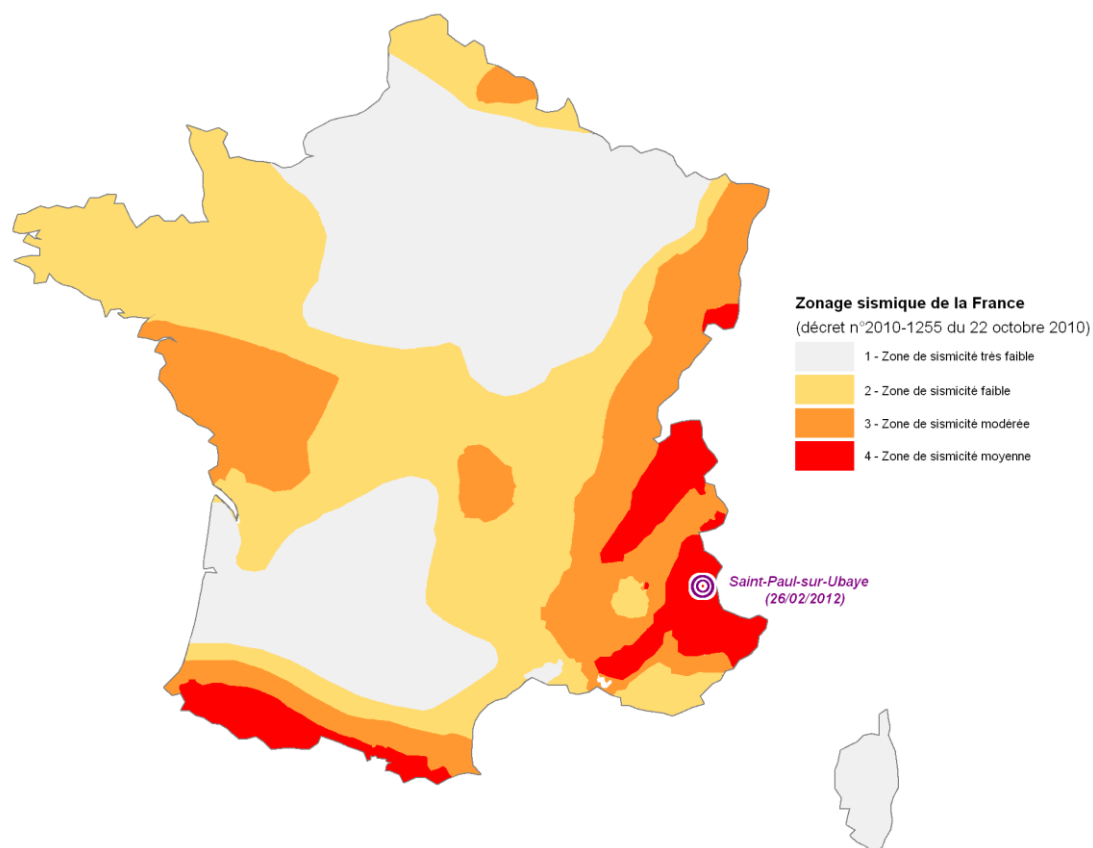 Zonage sismique de la France
(décret n°2010-1255 du 22 octobre 2010)
1 - Zone de sismicité très faible
2 - Zone de sismicité faible
3 - Zone de sismicité modérée
4 - Zone de sismicité moyenne
Saint-Paul-sur-Ubaye
(26/02/2012)